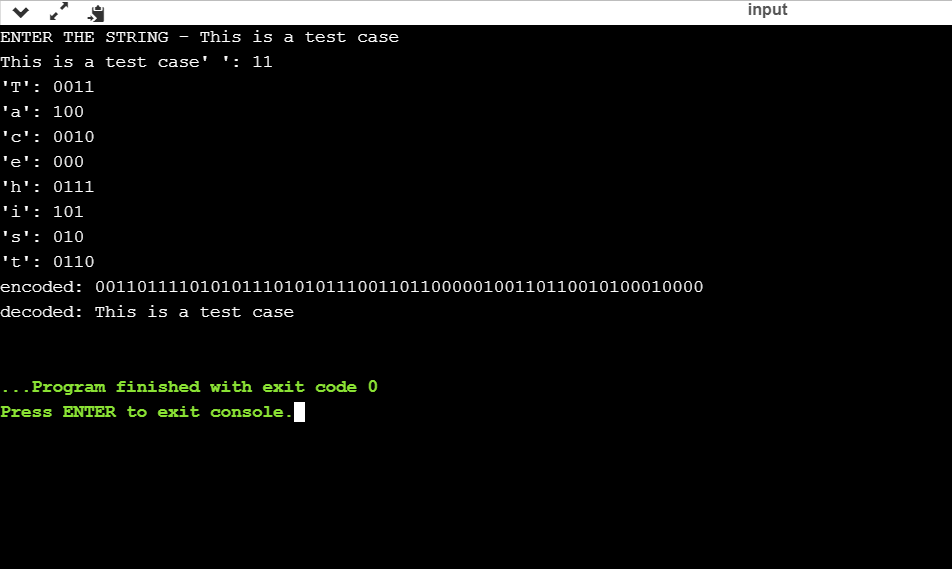 input
ENTER THE STRING - This is a test case
This is a test case' ': 11
'T': 0011
'a': 100
'c': 0010
'e': 000
'h': 0111
'i': 101
's': 010
't': 0110
encoded: 0011011110101011101010111001101100000100110110010100010000
decoded: This is a test case
...Program finished with exit code 0
Press ENTER to exit console.